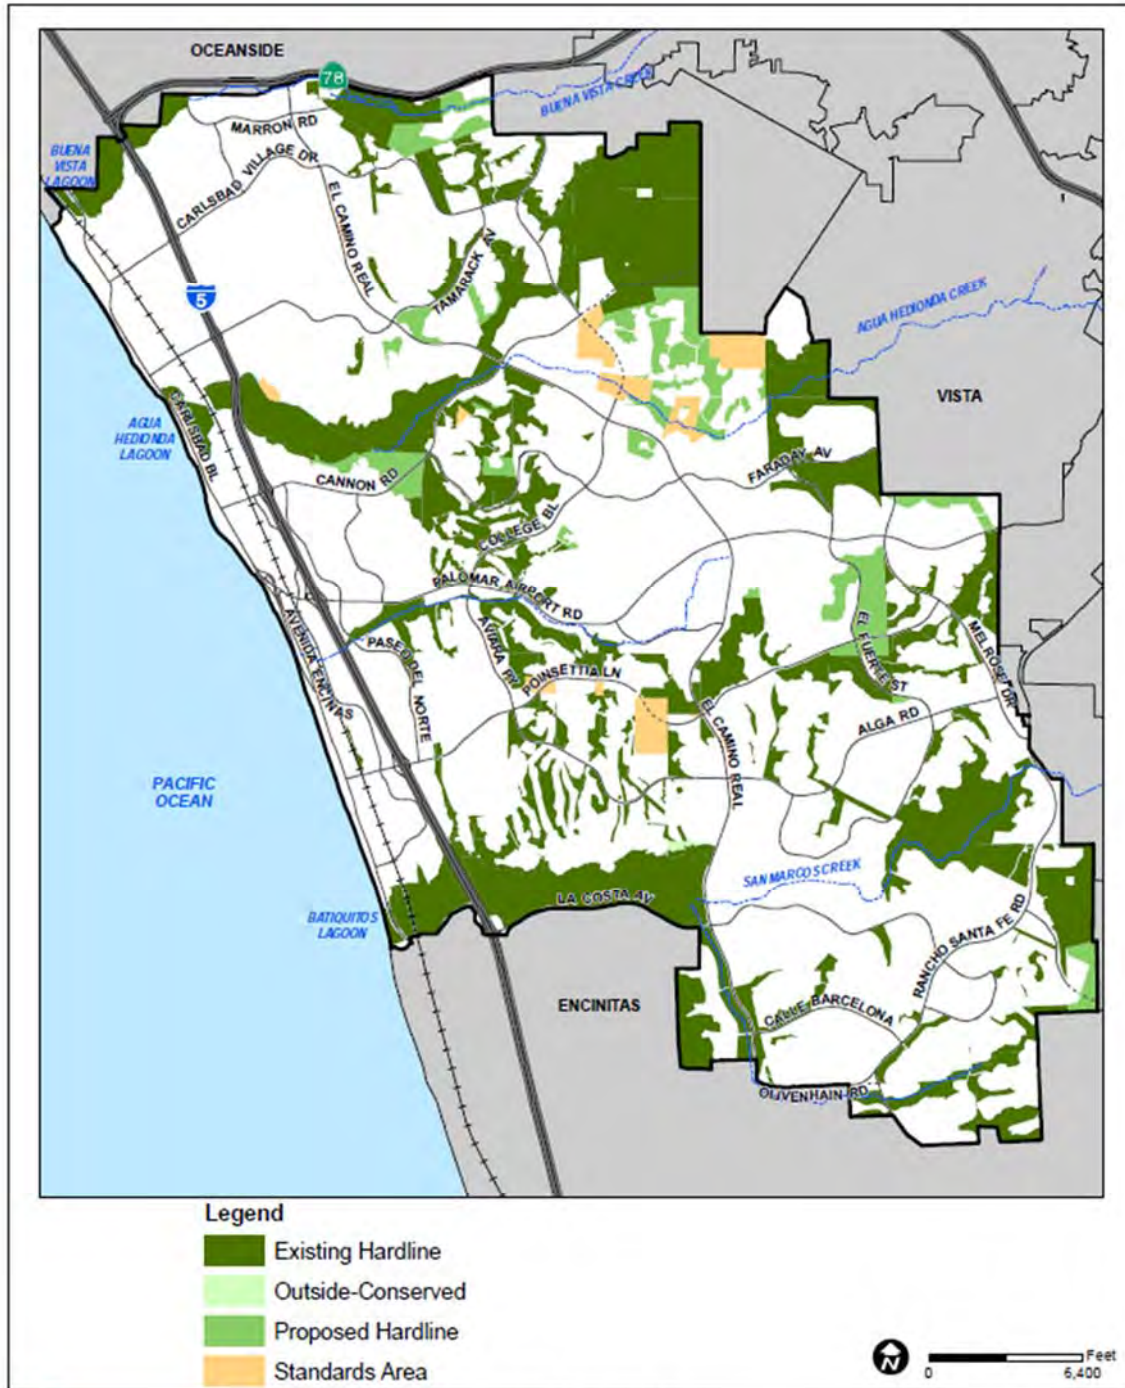 OCEANSIDE
78
BUENA VISTA CREEK
MARRON RD
BUENA
VISTA
LAGOON
CARLSBAD VILLAGE DR
EL CAMINO REAL
TAMARACK AV
5
AGUA HEDIONDA CREEK
VISTA
CARLSBAD BL
AGUA
HEDIONDA
LAGOON
CANNON RD
FARADAY AV
COLLEGE BL
PALOMAR AIRPORT RD
AVENIDA ENCINAS
PASEO DEL NORTE
AVIARA PY
POINSETTIA LN
EL FUERTE ST
MELROSE DR
EL CAMINO REAL
ALGA RD
PACIFIC
OCEAN
SAN MARCOS CREEK
LA COSTA AV
BATIQUITOS
LAGOON
RANCHO SANTA FE RD
ENCINITAS
CALLE BARCELONA
OLIVENHAIN RD
Legend
Existing Hardline
Outside-Conserved
Proposed Hardline
Standards Area
N
Feet
0 6,400